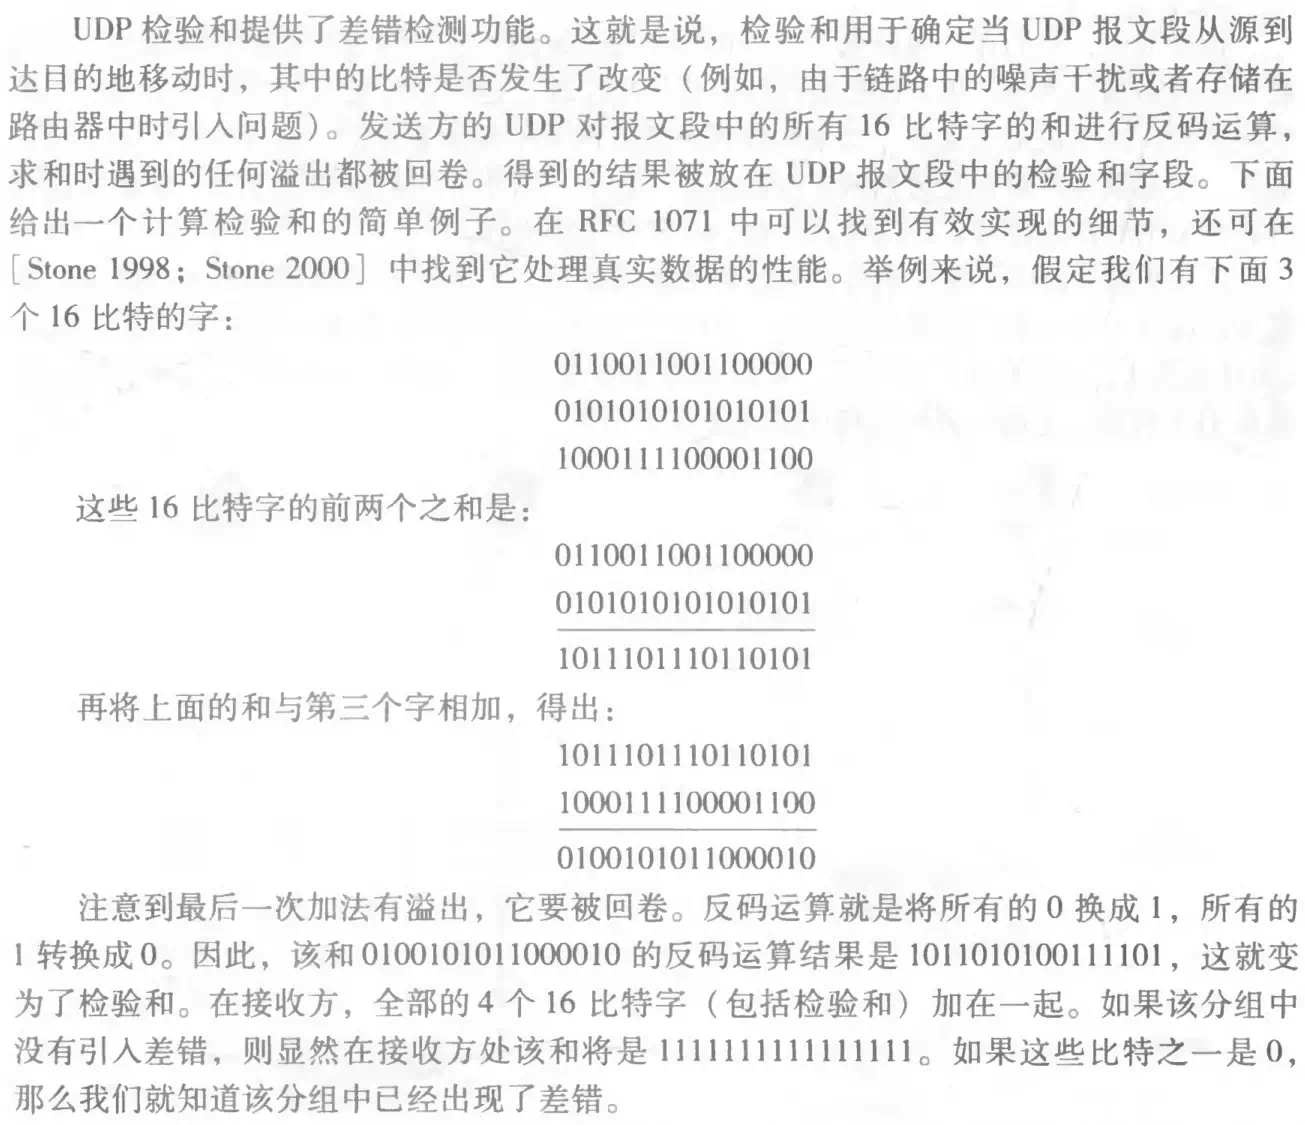 UDP 检验和提供了差错检测功能。这就是说，检验和用于确定当 UDP 报文段从源到
达目的地移动时，其中的比特是否发生了改变（例如，由于链路中的噪声干扰或者存储在
路由器中时引入问题）。发送方的 UDP 对报文段中的所有 16 比特字的和进行反码运算，
求和时遇到的任何溢出都被回卷。得到的结果被放在 UDP 报文段中的检验和字段。下面
给出一个计算检验和的简单例子。在 RFC 1071 中可以找到有效实现的细节，还可在
[Stone 1998；Stone 2000] 中找到它处理真实数据的性能。举例来说，假定我们有下面 3
个 16 比特的字：
0110011001100000
0101010101010101
1000111100001100
这些 16 比特字的前两个之和是：
0110011001100000
0101010101010101
1011101110110101
再将上面的和与第三个字相加，得出：
1011101110110101
1000111100001100
0100101011000010
注意到最后一次加法有溢出，它要被回卷。反码运算就是将所有的 0 换成 1，所有的
1 转换成 0。因此，该和 0100101011000010 的反码运算结果是 1011010100111101，这就变
为了检验和。在接收方，全部的 4 个 16 比特字（包括检验和）加在一起。如果该分组中
没有引入差错，则显然在接收方处该和将是 1111111111111111。如果这些比特之一是 0，
那么我们就知道该分组中已经出现了差错。